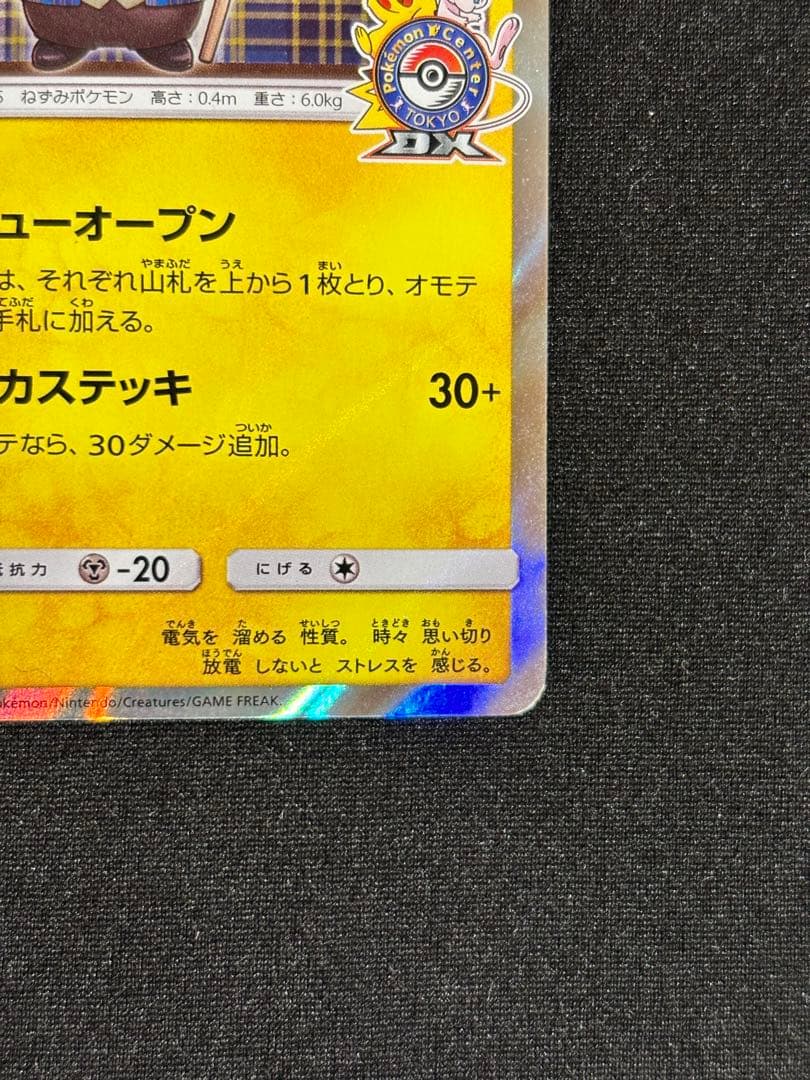 Pokémon Center
TOKYO
DX
ねずみポケモン 高さ:0.4m 重さ:6.0kg
ューオープン
は、それぞれ山札を上から1枚とり、オモテ
手札に加える。
カステッキ 30+
テなら、30ダメージ追加。
抵抗力 -20 にげる
電気を 溜める 性質。 時々 思い切り
放電 しないと ストレスを 感じる。
Pokémon/Nintendo/Creatures/GAME FREAK.